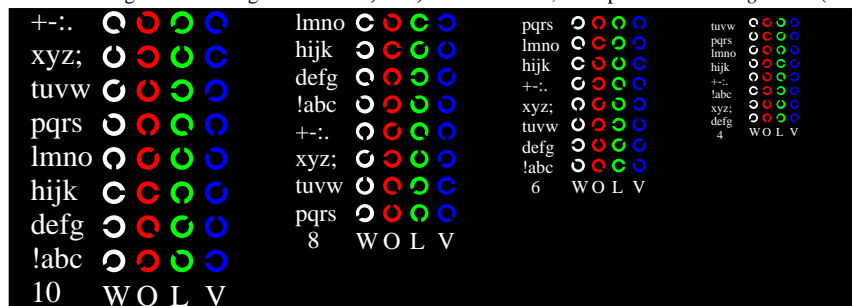 +-:.
xyz;
tuvw
pqrs
lmno
hijk
defg
!abc
10 W O L V
lmno
hijk
defg
!abc
+-:.
xyz;
tuvw
pqrs
8 W O L V
pqrs
lmno
hijk
+-:.
xyz;
tuvw
defg
!abc
6 W O L V
tuvw
pqrs
lmno
hijk
+-:.
!abc
xyz;
defg
4 W O L V